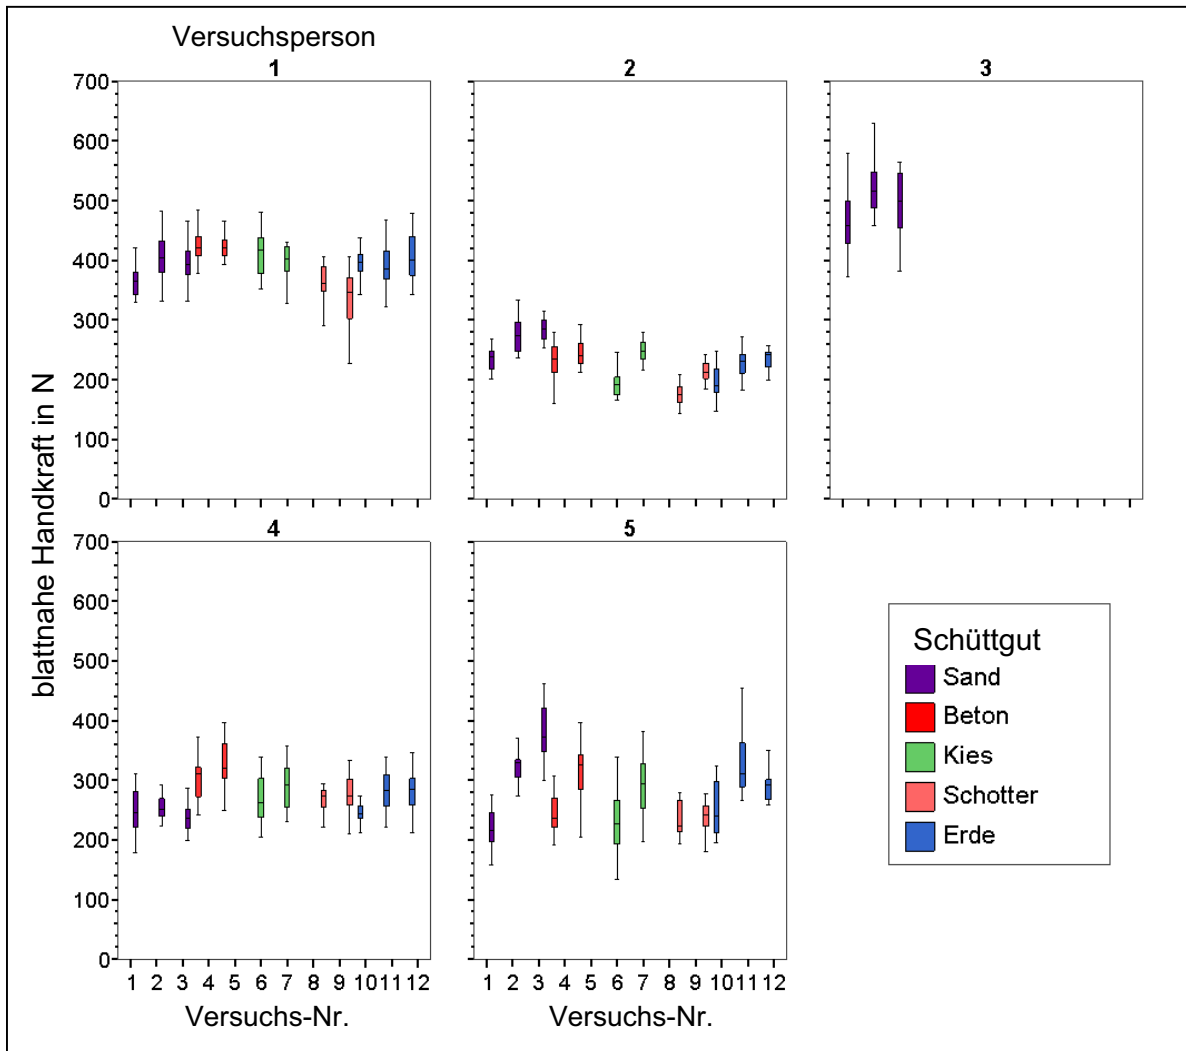 Versuchsperson
1 2 3
700
600
500
400
300
200
100
0
blattnahe Handkraft in N
4 5
700
600
500
400
300
200
100
0
1 2 3 4 5 6 7 8 9 10 11 12 1 2 3 4 5 6 7 8 9 10 11 12
Versuchs-Nr. Versuchs-Nr.
Schüttgut
Sand
Beton
Kies
Schotter
Erde